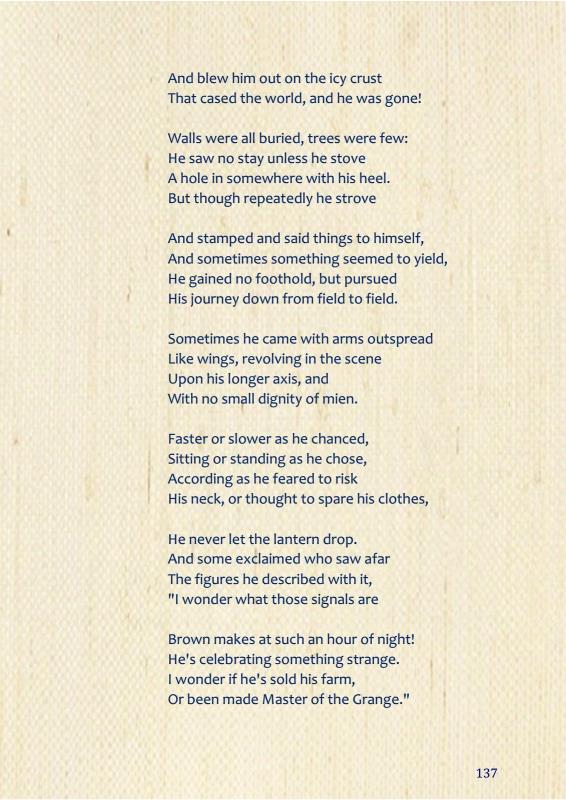 And blew him out on the icy crust
That cased the world, and he was gone!
Walls were all buried, trees were few:
He saw no stay unless he stove
A hole in somewhere with his heel.
But though repeatedly he strove
And stamped and said things to himself,
And sometimes something seemed to yield,
He gained no foothold, but pursued
His journey down from field to field.
Sometimes he came with arms outspread
Like wings, revolving in the scene
Upon his longer axis, and
With no small dignity of mien.
Faster or slower as he chanced,
Sitting or standing as he chose,
According as he feared to risk
His neck, or thought to spare his clothes,
He never let the lantern drop.
And some exclaimed who saw afar
The figures he described with it,
"I wonder what those signals are
Brown makes at such an hour of night!
He's celebrating something strange.
I wonder if he's sold his farm,
Or been made Master of the Grange."
137